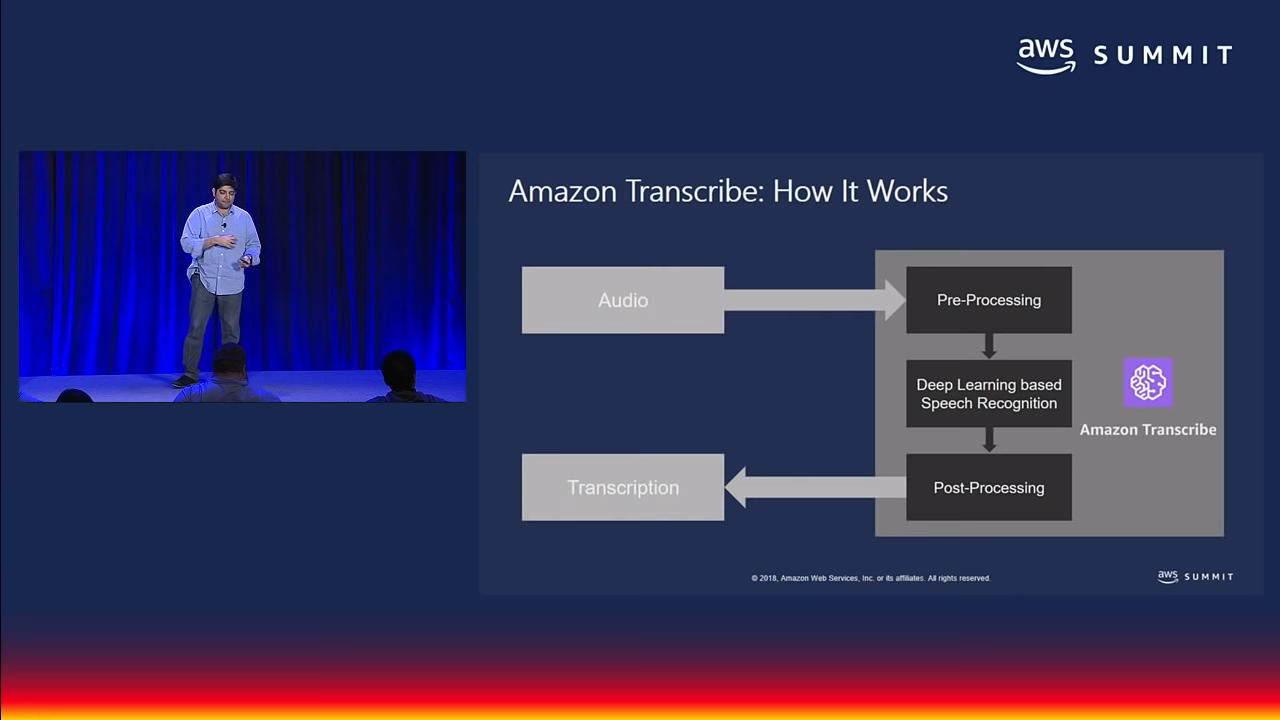 aws SUMMIT
Amazon Transcribe: How It Works
Audio
Pre-Processing
Deep Learning based
Speech Recognition
Amazon Transcribe
Transcription
Post-Processing
© 2018, Amazon Web Services, Inc. or its affiliates. All rights reserved.
aws SUMMIT